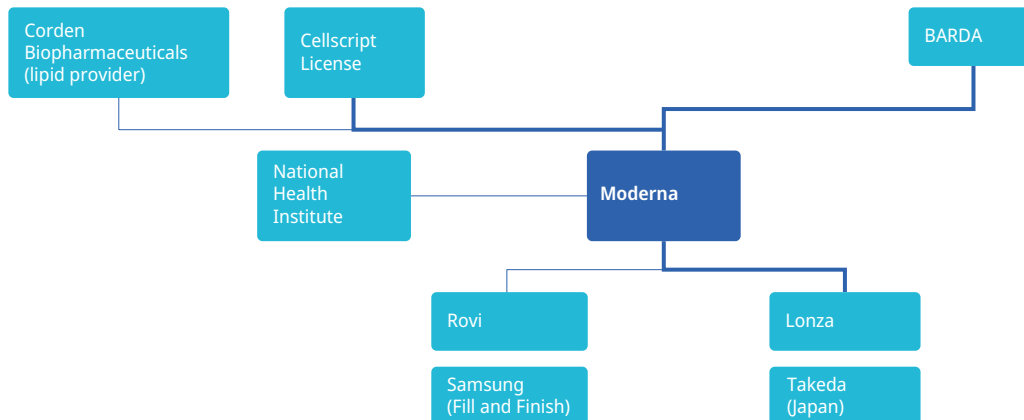 Corden
Biopharmaceuticals
(lipid provider)
Cellscript
License
BARDA
National
Health
Institute
Moderna
Rovi
Lonza
Samsung
(Fill and Finish)
Takeda
(Japan)